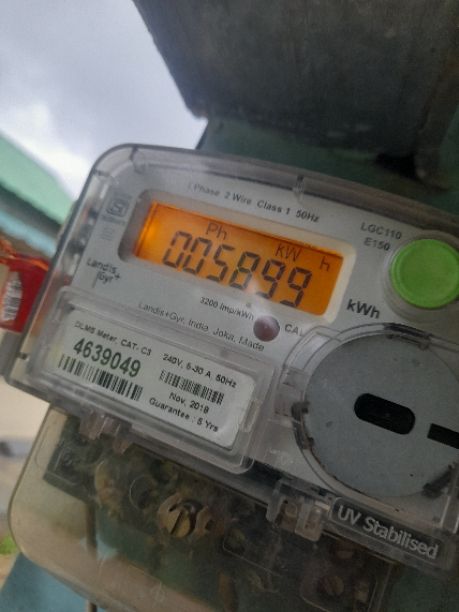 1 Phase 2 Wire Class 1 50Hz
LGC110
E150
Ph kW h
005899
kWh
Landis+
Gyr
3200 Imp/kWh
CAL
Landis+Gyr, India, Joka, Made
DLMS Meter, CAT- C3
4639049
240V, 5-30 A, 50Hz
Nov, 2018
Guarantee : 5 Yrs
UV Stabilised